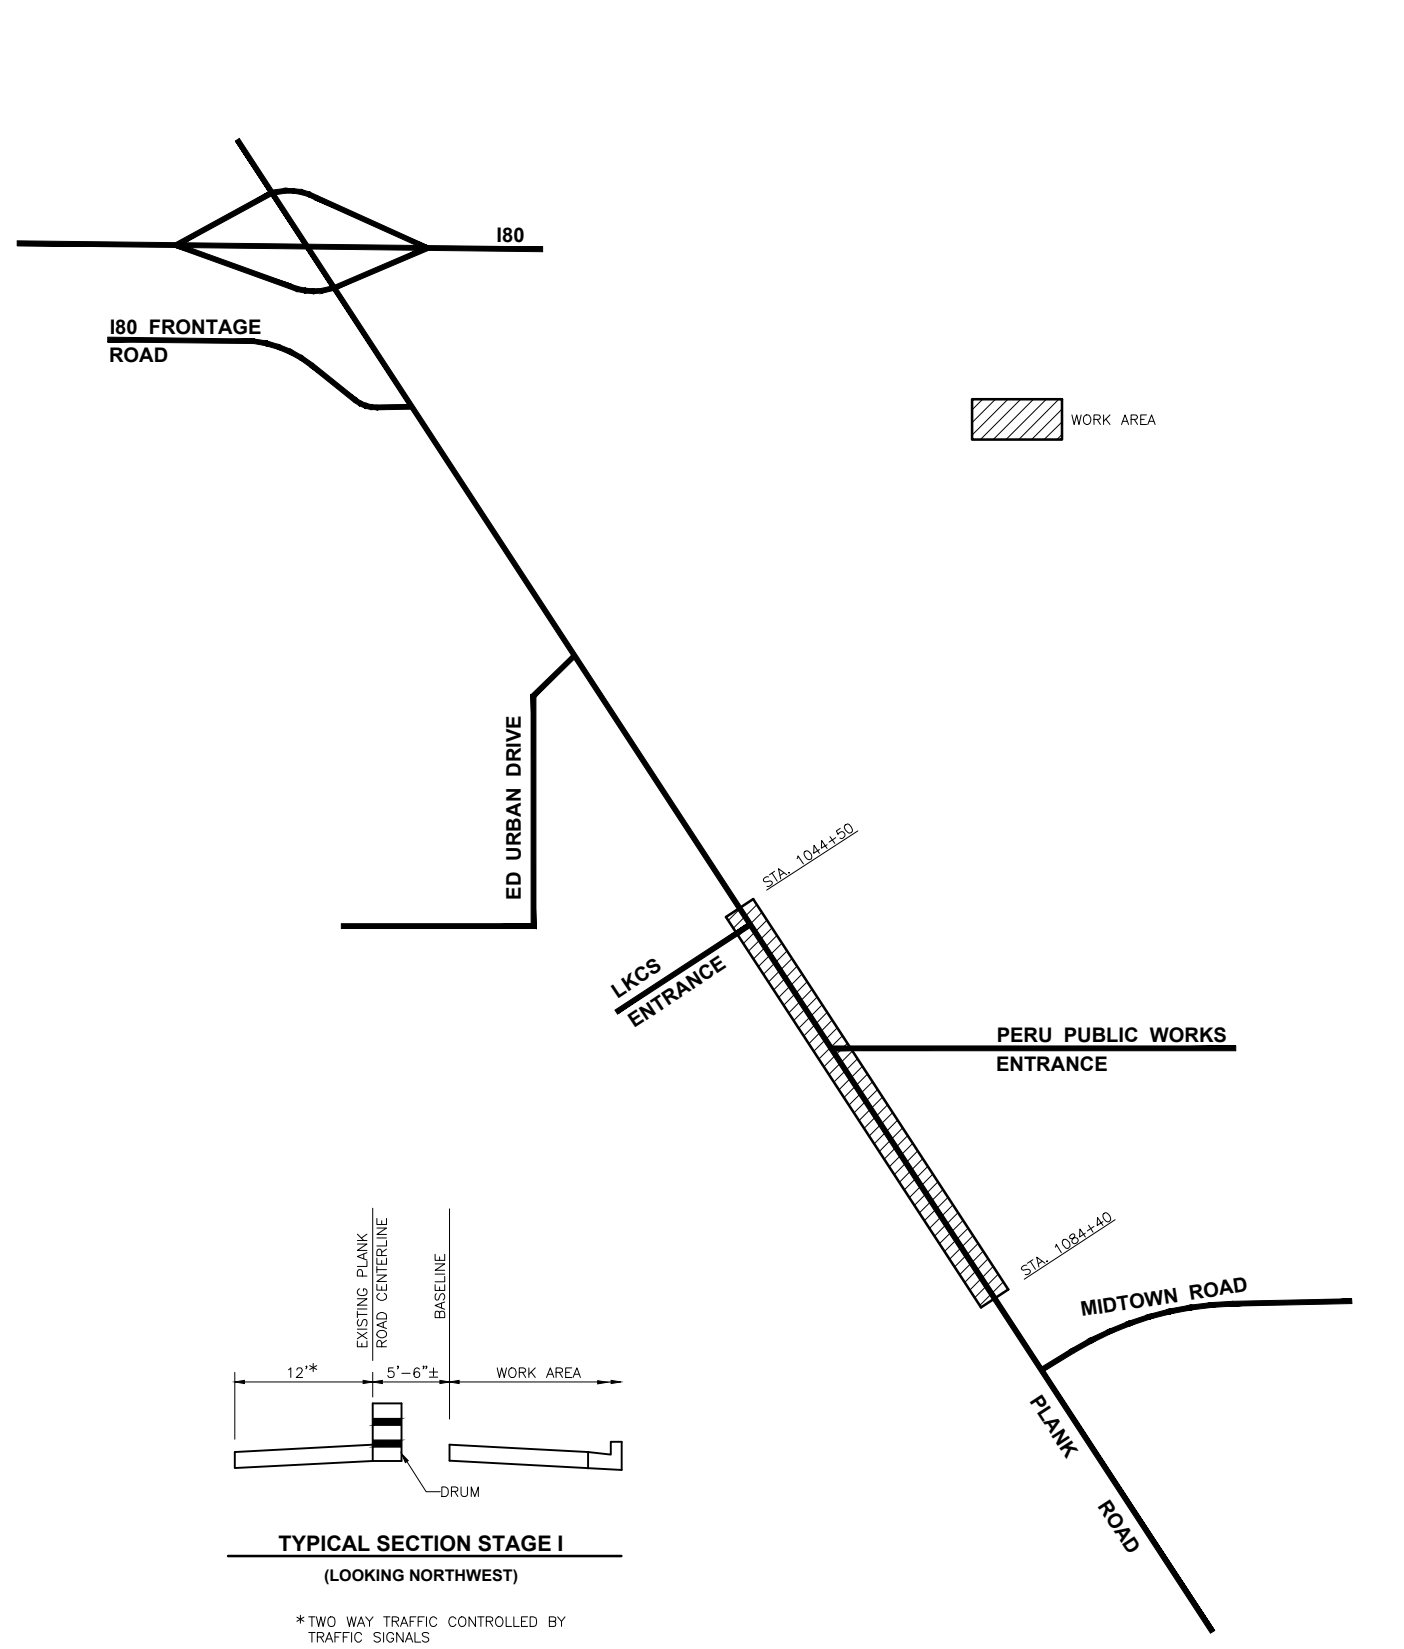 I80
I80 FRONTAGE
ROAD
WORK AREA
ED URBAN DRIVE
STA. 1044+50
LKCS
ENTRANCE
PERU PUBLIC WORKS
ENTRANCE
STA. 1084+40
MIDTOWN ROAD
PLANK ROAD
EXISTING PLANK
ROAD CENTERLINE
BASELINE
12'*
5'-6"±
WORK AREA
DRUM
TYPICAL SECTION STAGE I
(LOOKING NORTHWEST)
* TWO WAY TRAFFIC CONTROLLED BY
TRAFFIC SIGNALS